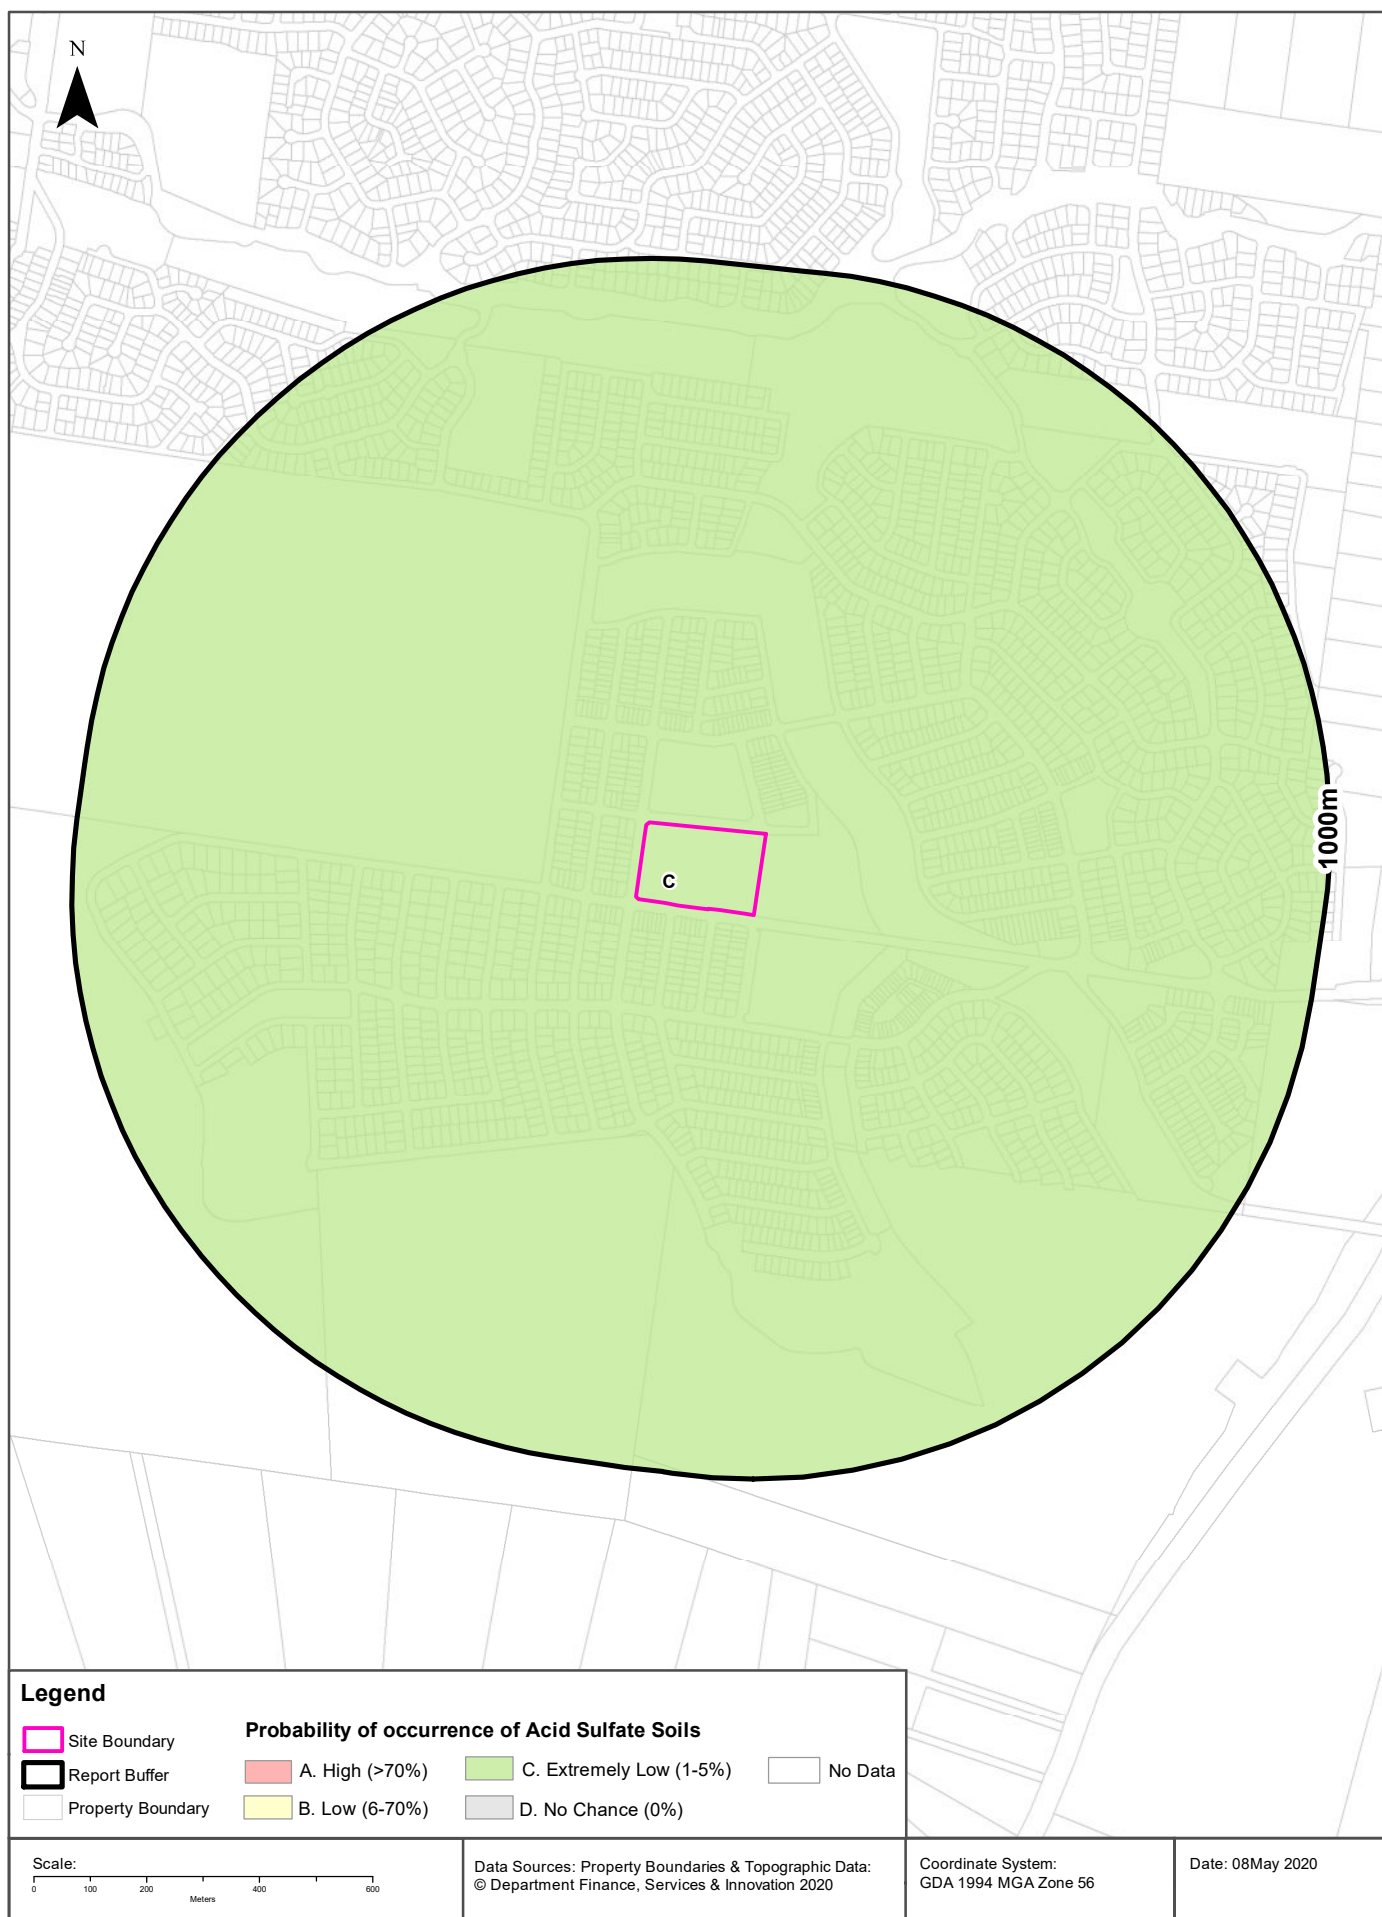 N
1000m
C
Legend
Site Boundary
Report Buffer
Property Boundary
Probability of occurrence of Acid Sulfate Soils
A. High (>70%)
C. Extremely Low (1-5%)
No Data
B. Low (6-70%)
D. No Chance (0%)
Scale:
0 100 200 400 600
Meters
Data Sources: Property Boundaries & Topographic Data:
© Department Finance, Services & Innovation 2020
Coordinate System:
GDA 1994 MGA Zone 56
Date: 08May 2020